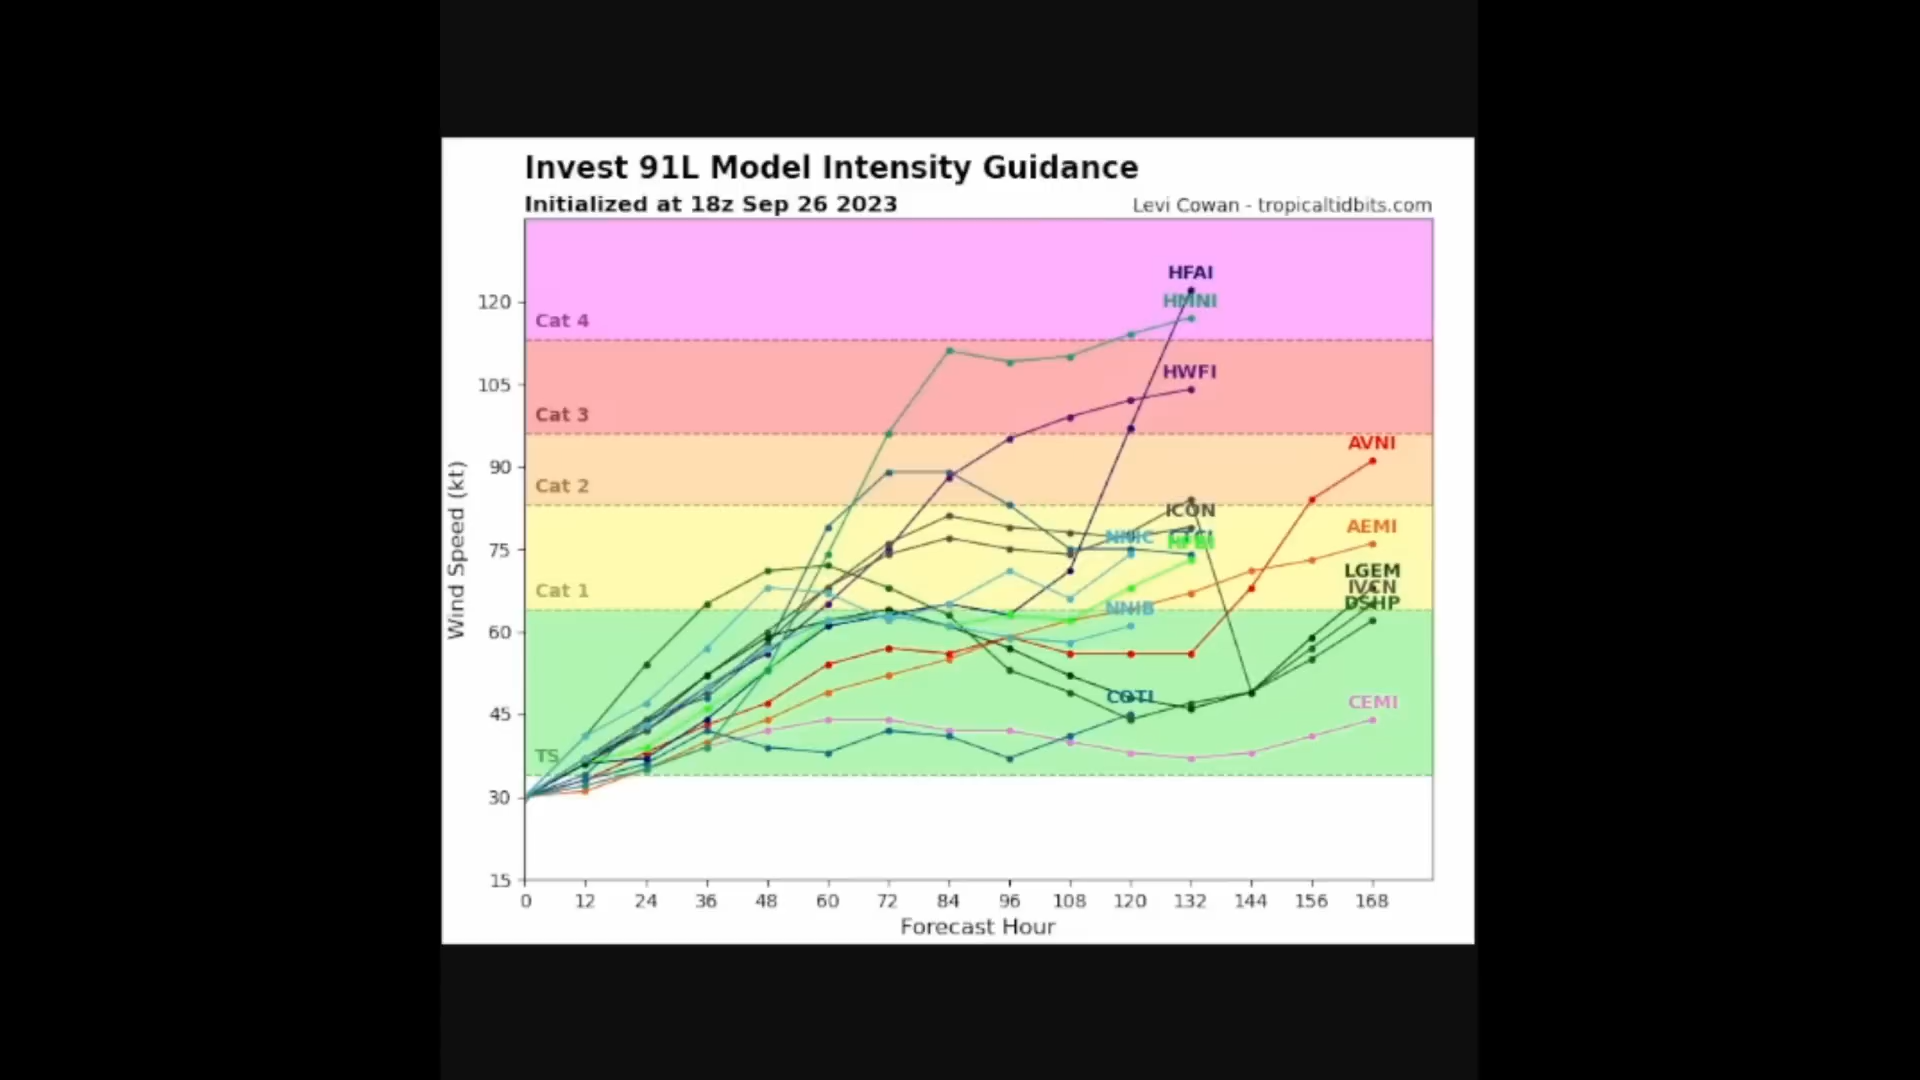 Invest 91L Model Intensity Guidance
Initialized at 18z Sep 26 2023
Levi Cowan - tropicaltidbits.com
HFAI
HMNI
120
Cat 4
HWFI
105
Cat 3
AVNI
90
Cat 2
ICON
AEMI
NNIC
75
LGEM
Cat 1
IVCN
DSHP
NNIB
60
COTI
CEMI
45
TS
30
15
0 12 24 36 48 60 72 84 96 108 120 132 144 156 168
Wind Speed (kt)
Forecast Hour